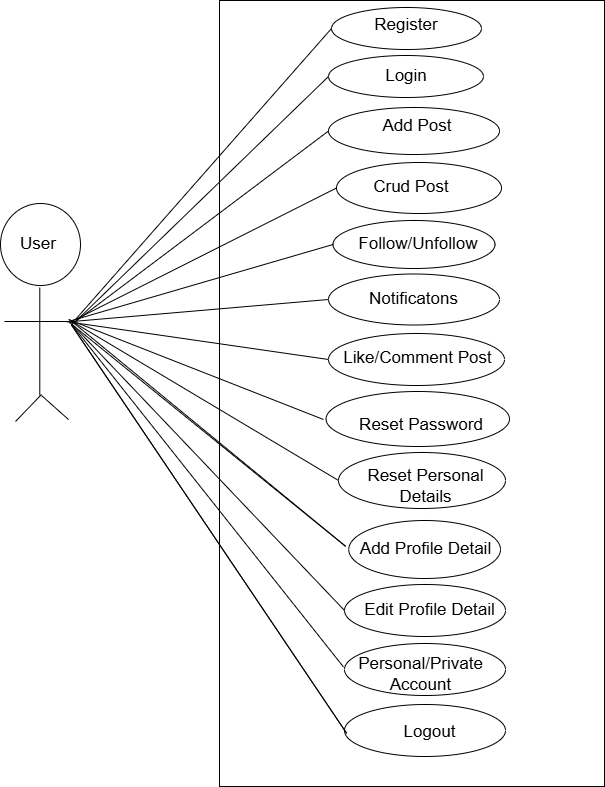 Register
Login
Add Post
Crud Post
User
Follow/Unfollow
Notificatons
Like/Comment Post
Reset Password
Reset Personal
Details
Add Profile Detail
Edit Profile Detail
Personal/Private
Account
Logout